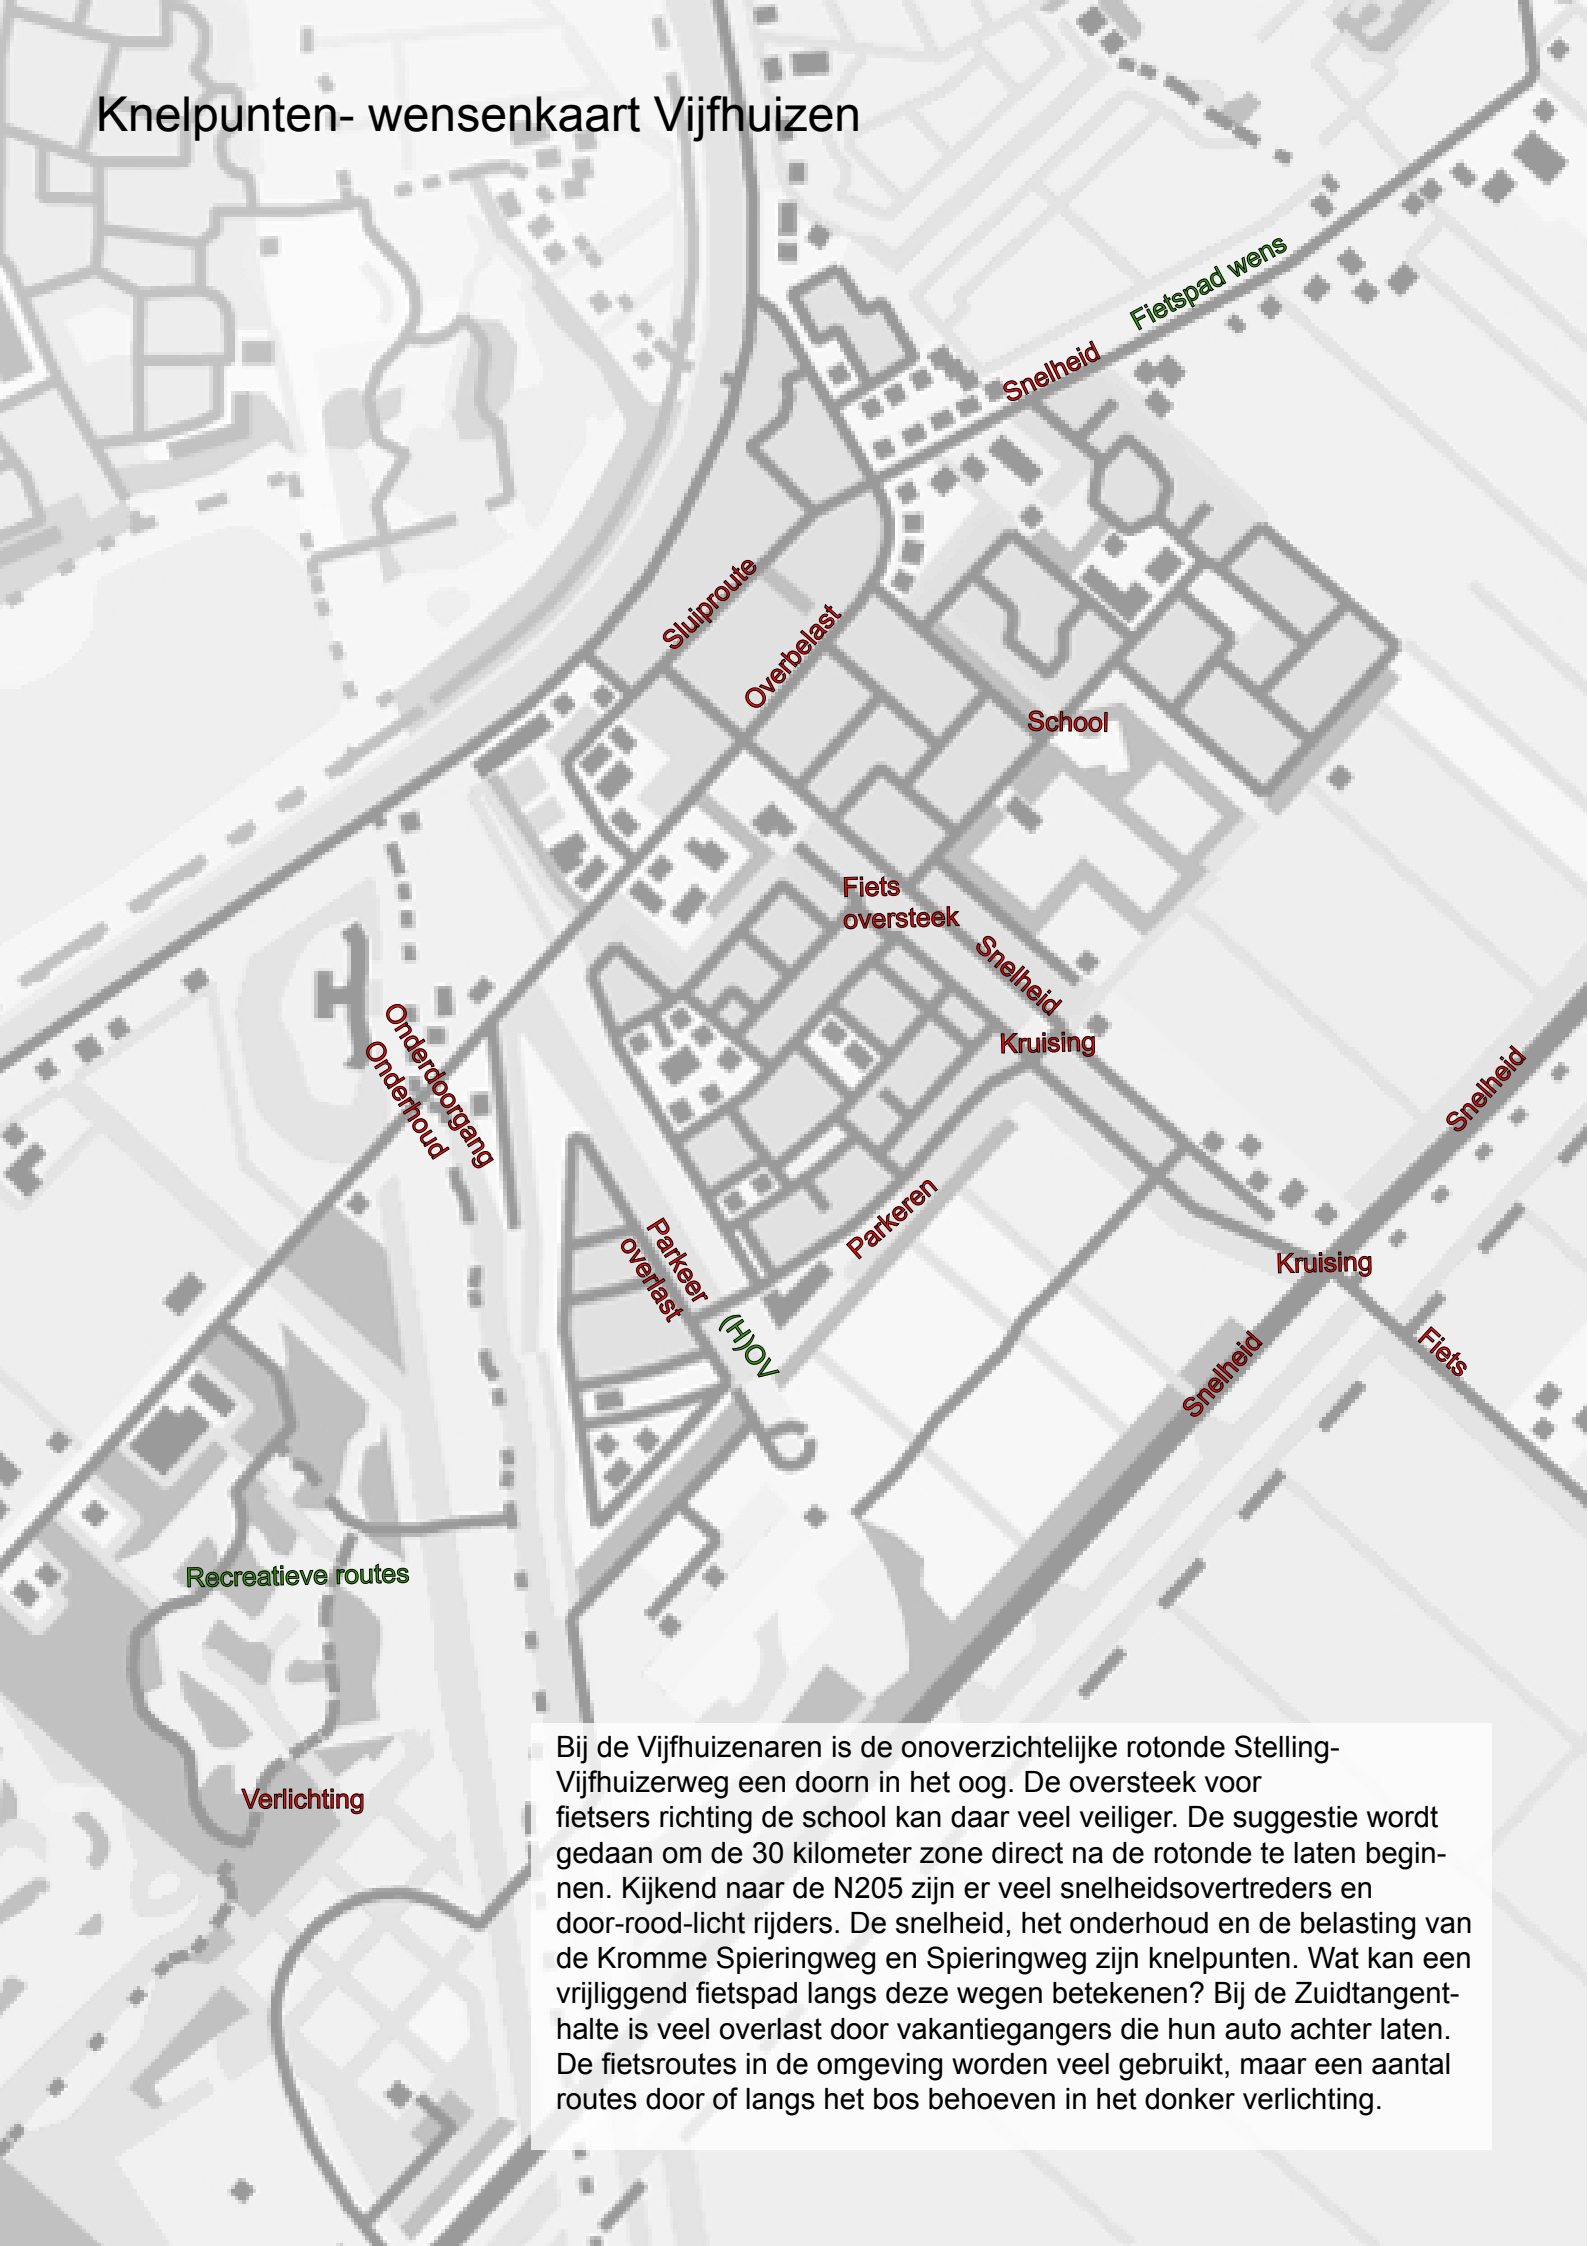 Knelpunten- wensenkaart Vijfhuizen
Fietspad wens
Snelheid
Sluiproute
Overbelast
School
Fiets
oversteek
Snelheid
Kruising
Onderdoorgang
Onderhoud
Snelheid
Parkeren
Parkeer
overlast
Kruising
(H)OV
Snelheid
Fiets
Recreatieve routes
Verlichting
Bij de Vijfhuizenaren is de onoverzichtelijke rotonde Stelling-
Vijfhuizerweg een doorn in het oog. De oversteek voor
fietsers richting de school kan daar veel veiliger. De suggestie wordt
gedaan om de 30 kilometer zone direct na de rotonde te laten begin-
nen. Kijkend naar de N205 zijn er veel snelheidsovertreders en
door-rood-licht rijders. De snelheid, het onderhoud en de belasting van
de Kromme Spieringweg en Spieringweg zijn knelpunten. Wat kan een
vrijliggend fietspad langs deze wegen betekenen? Bij de Zuidtangent-
halte is veel overlast door vakantiegangers die hun auto achter laten.
De fietsroutes in de omgeving worden veel gebruikt, maar een aantal
routes door of langs het bos behoeven in het donker verlichting.